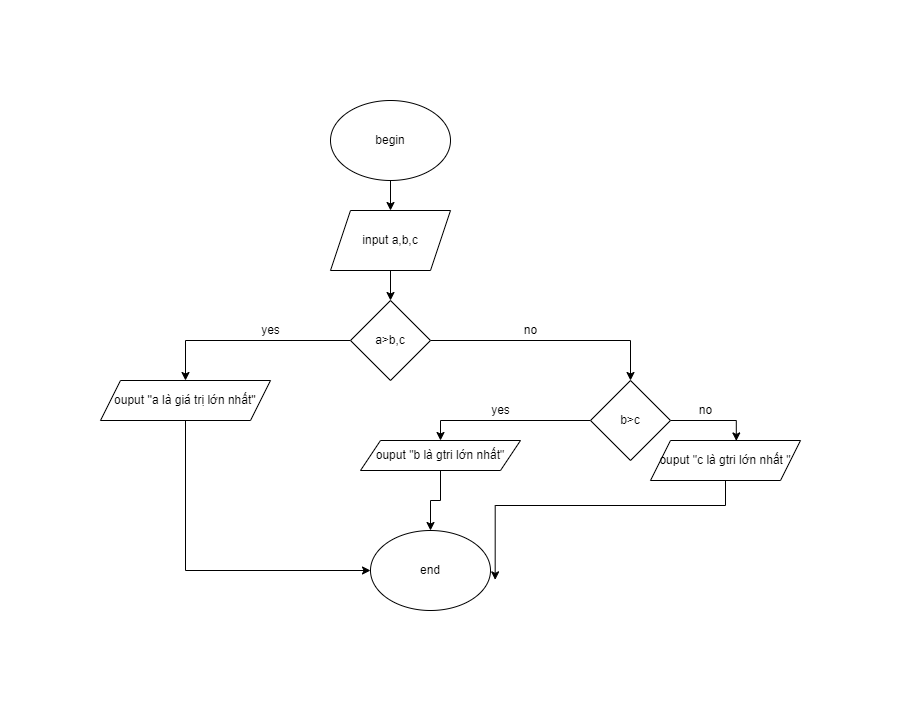 begin
input a,b,c
a>b,c
yes
no
ouput "a là giá trị lớn nhất"
b>c
yes
no
ouput "b là gtri lớn nhất"
ouput "c là gtri lớn nhất "
end